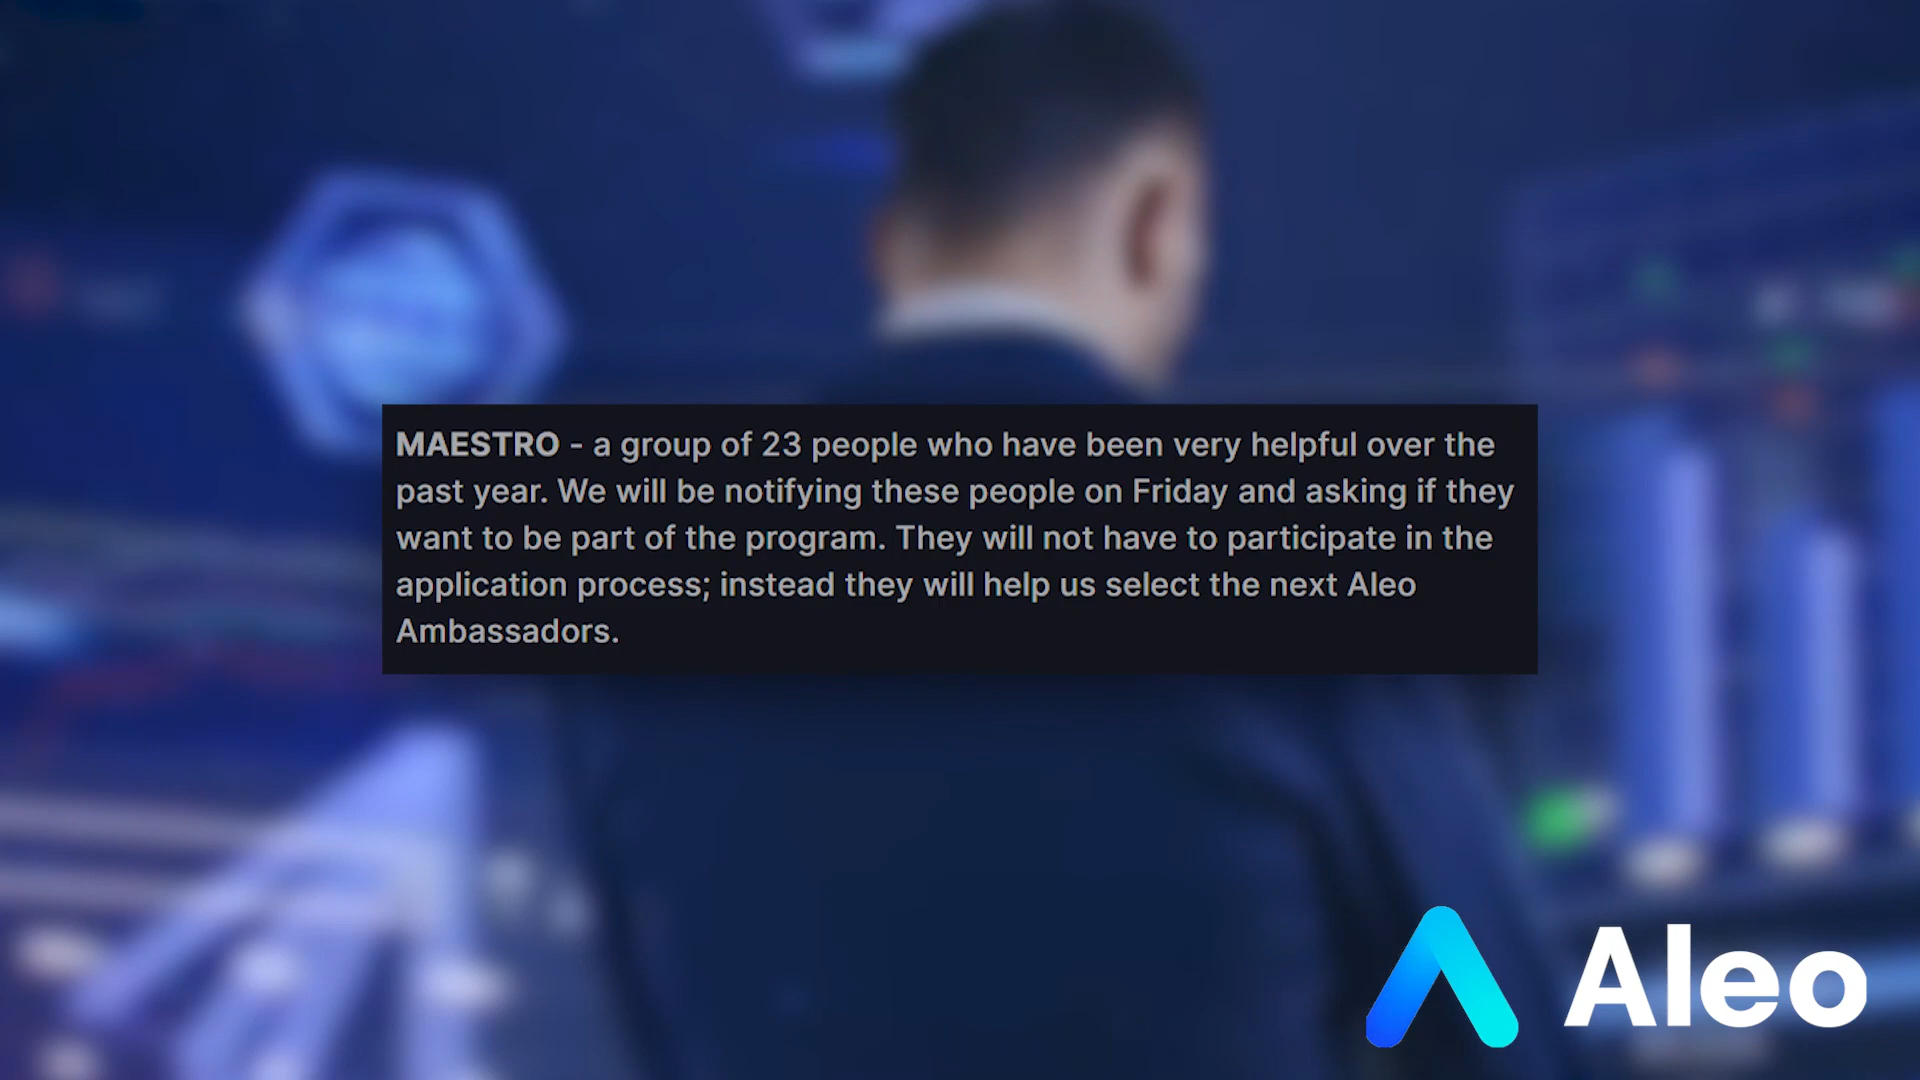 MAESTRO - a group of 23 people who have been very helpful over the
past year. We will be notifying these people on Friday and asking if they
want to be part of the program. They will not have to participate in the
application process; instead they will help us select the next Aleo
Ambassadors.
Aleo